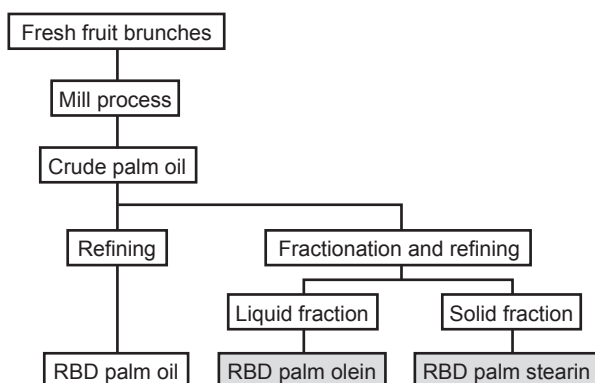 Fresh fruit brunches
Mill process
Crude palm oil
Refining
Fractionation and refining
Liquid fraction
Solid fraction
RBD palm oil
RBD palm olein
RBD palm stearin